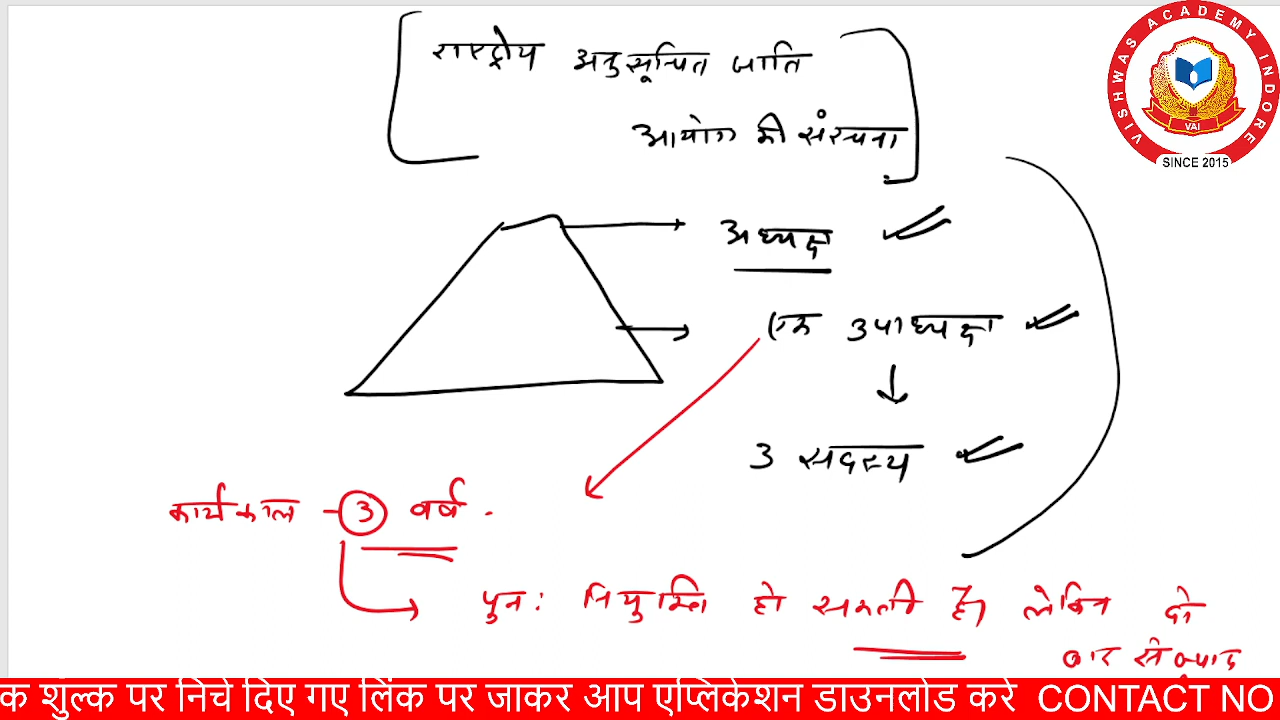 राष्ट्रीय अनुसूचित जाति
आयोग की संरचना
अध्यक्ष
एक उपाध्यक्ष
3 सदस्य
कार्यकाल - 3 वर्ष .
पुन: नियुक्ति हो सकती है। लेकिन दो
बार से ज्याद
VISHWAS ACADEMY INDORE
VAI
SINCE 2015
क शुल्क पर निचे दिए गए लिंक पर जाकर आप एप्लिकेशन डाउनलोड करे CONTACT NO